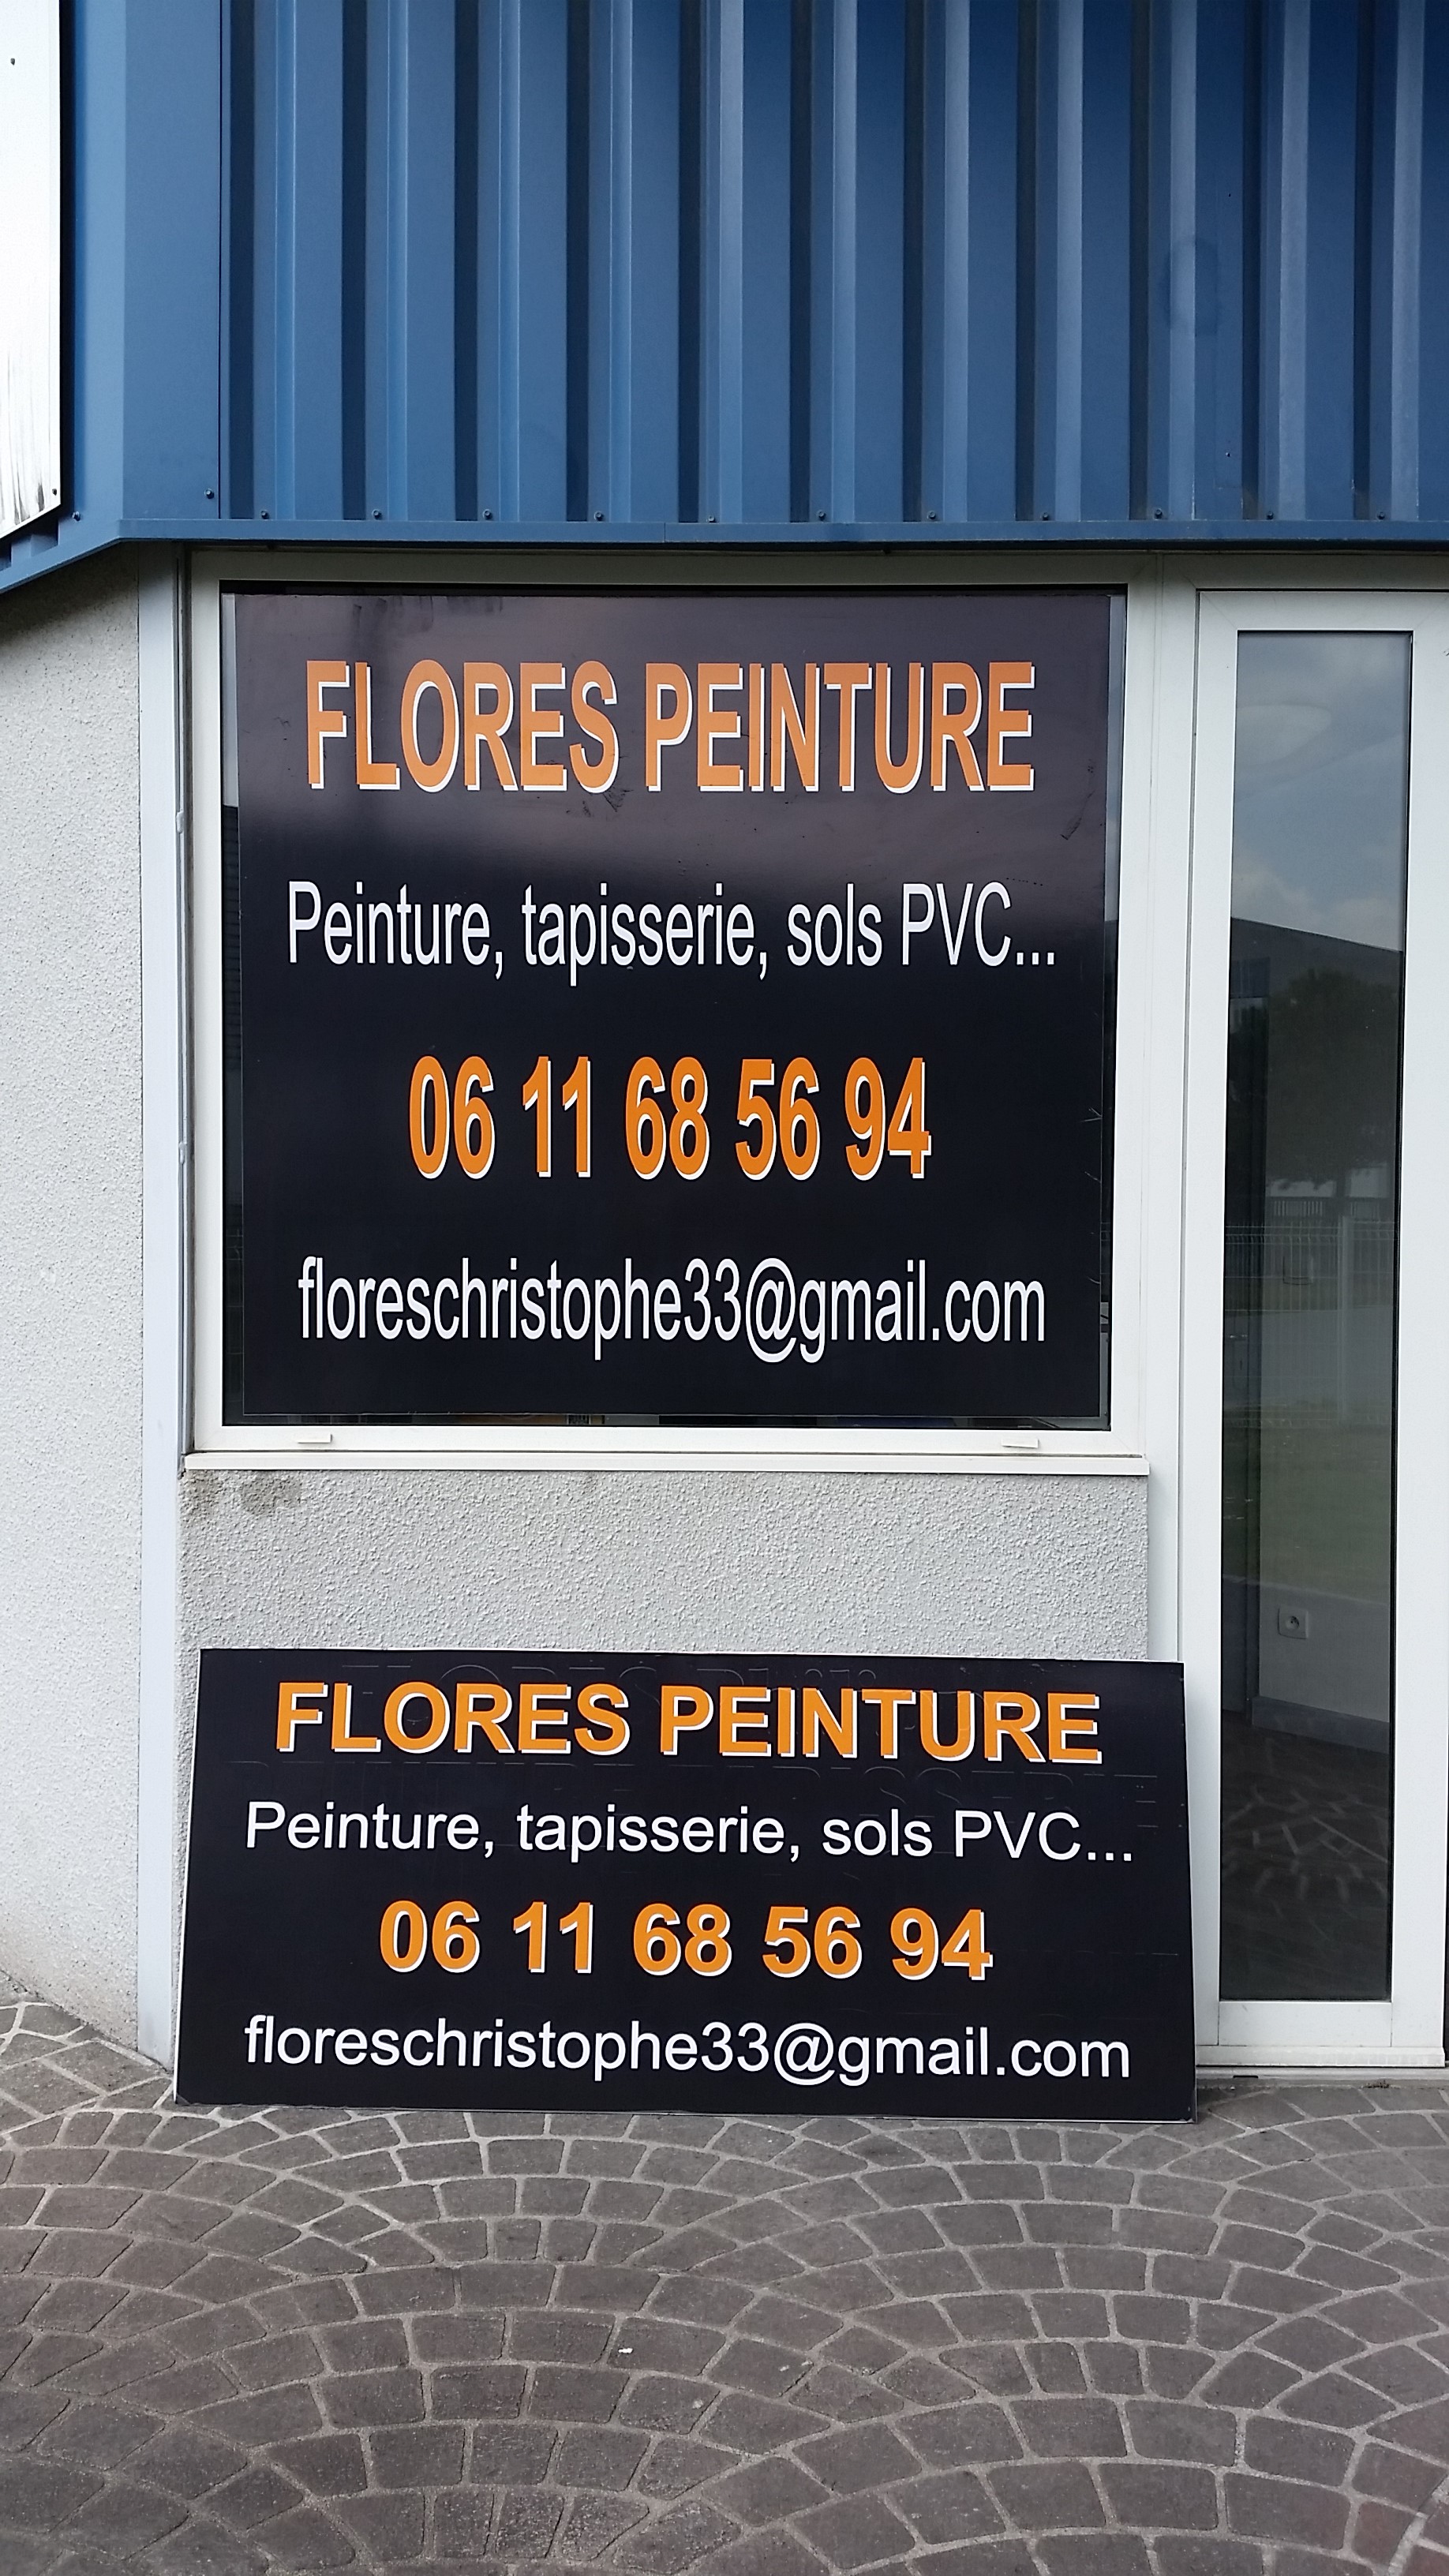 FLORES PEINTURE
Peinture, tapisserie, sols PVC...
06 11 68 56 94
floreschristophe33@gmail.com
FLORES PEINTURE
Peinture, tapisserie, sols PVC...
06 11 68 56 94
floreschristophe33@gmail.com